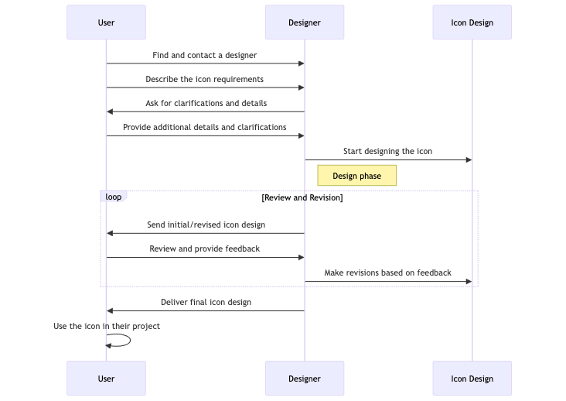 User
Designer
Icon Design
Find and contact a designer
Describe the icon requirements
Ask for clarifications and details
Provide additional details and clarifications
Start designing the icon
Design phase
loop
[Review and Revision]
Send initial/revised icon design
Review and provide feedback
Make revisions based on feedback
Deliver final icon design
Use the icon in their project
User
Designer
Icon Design